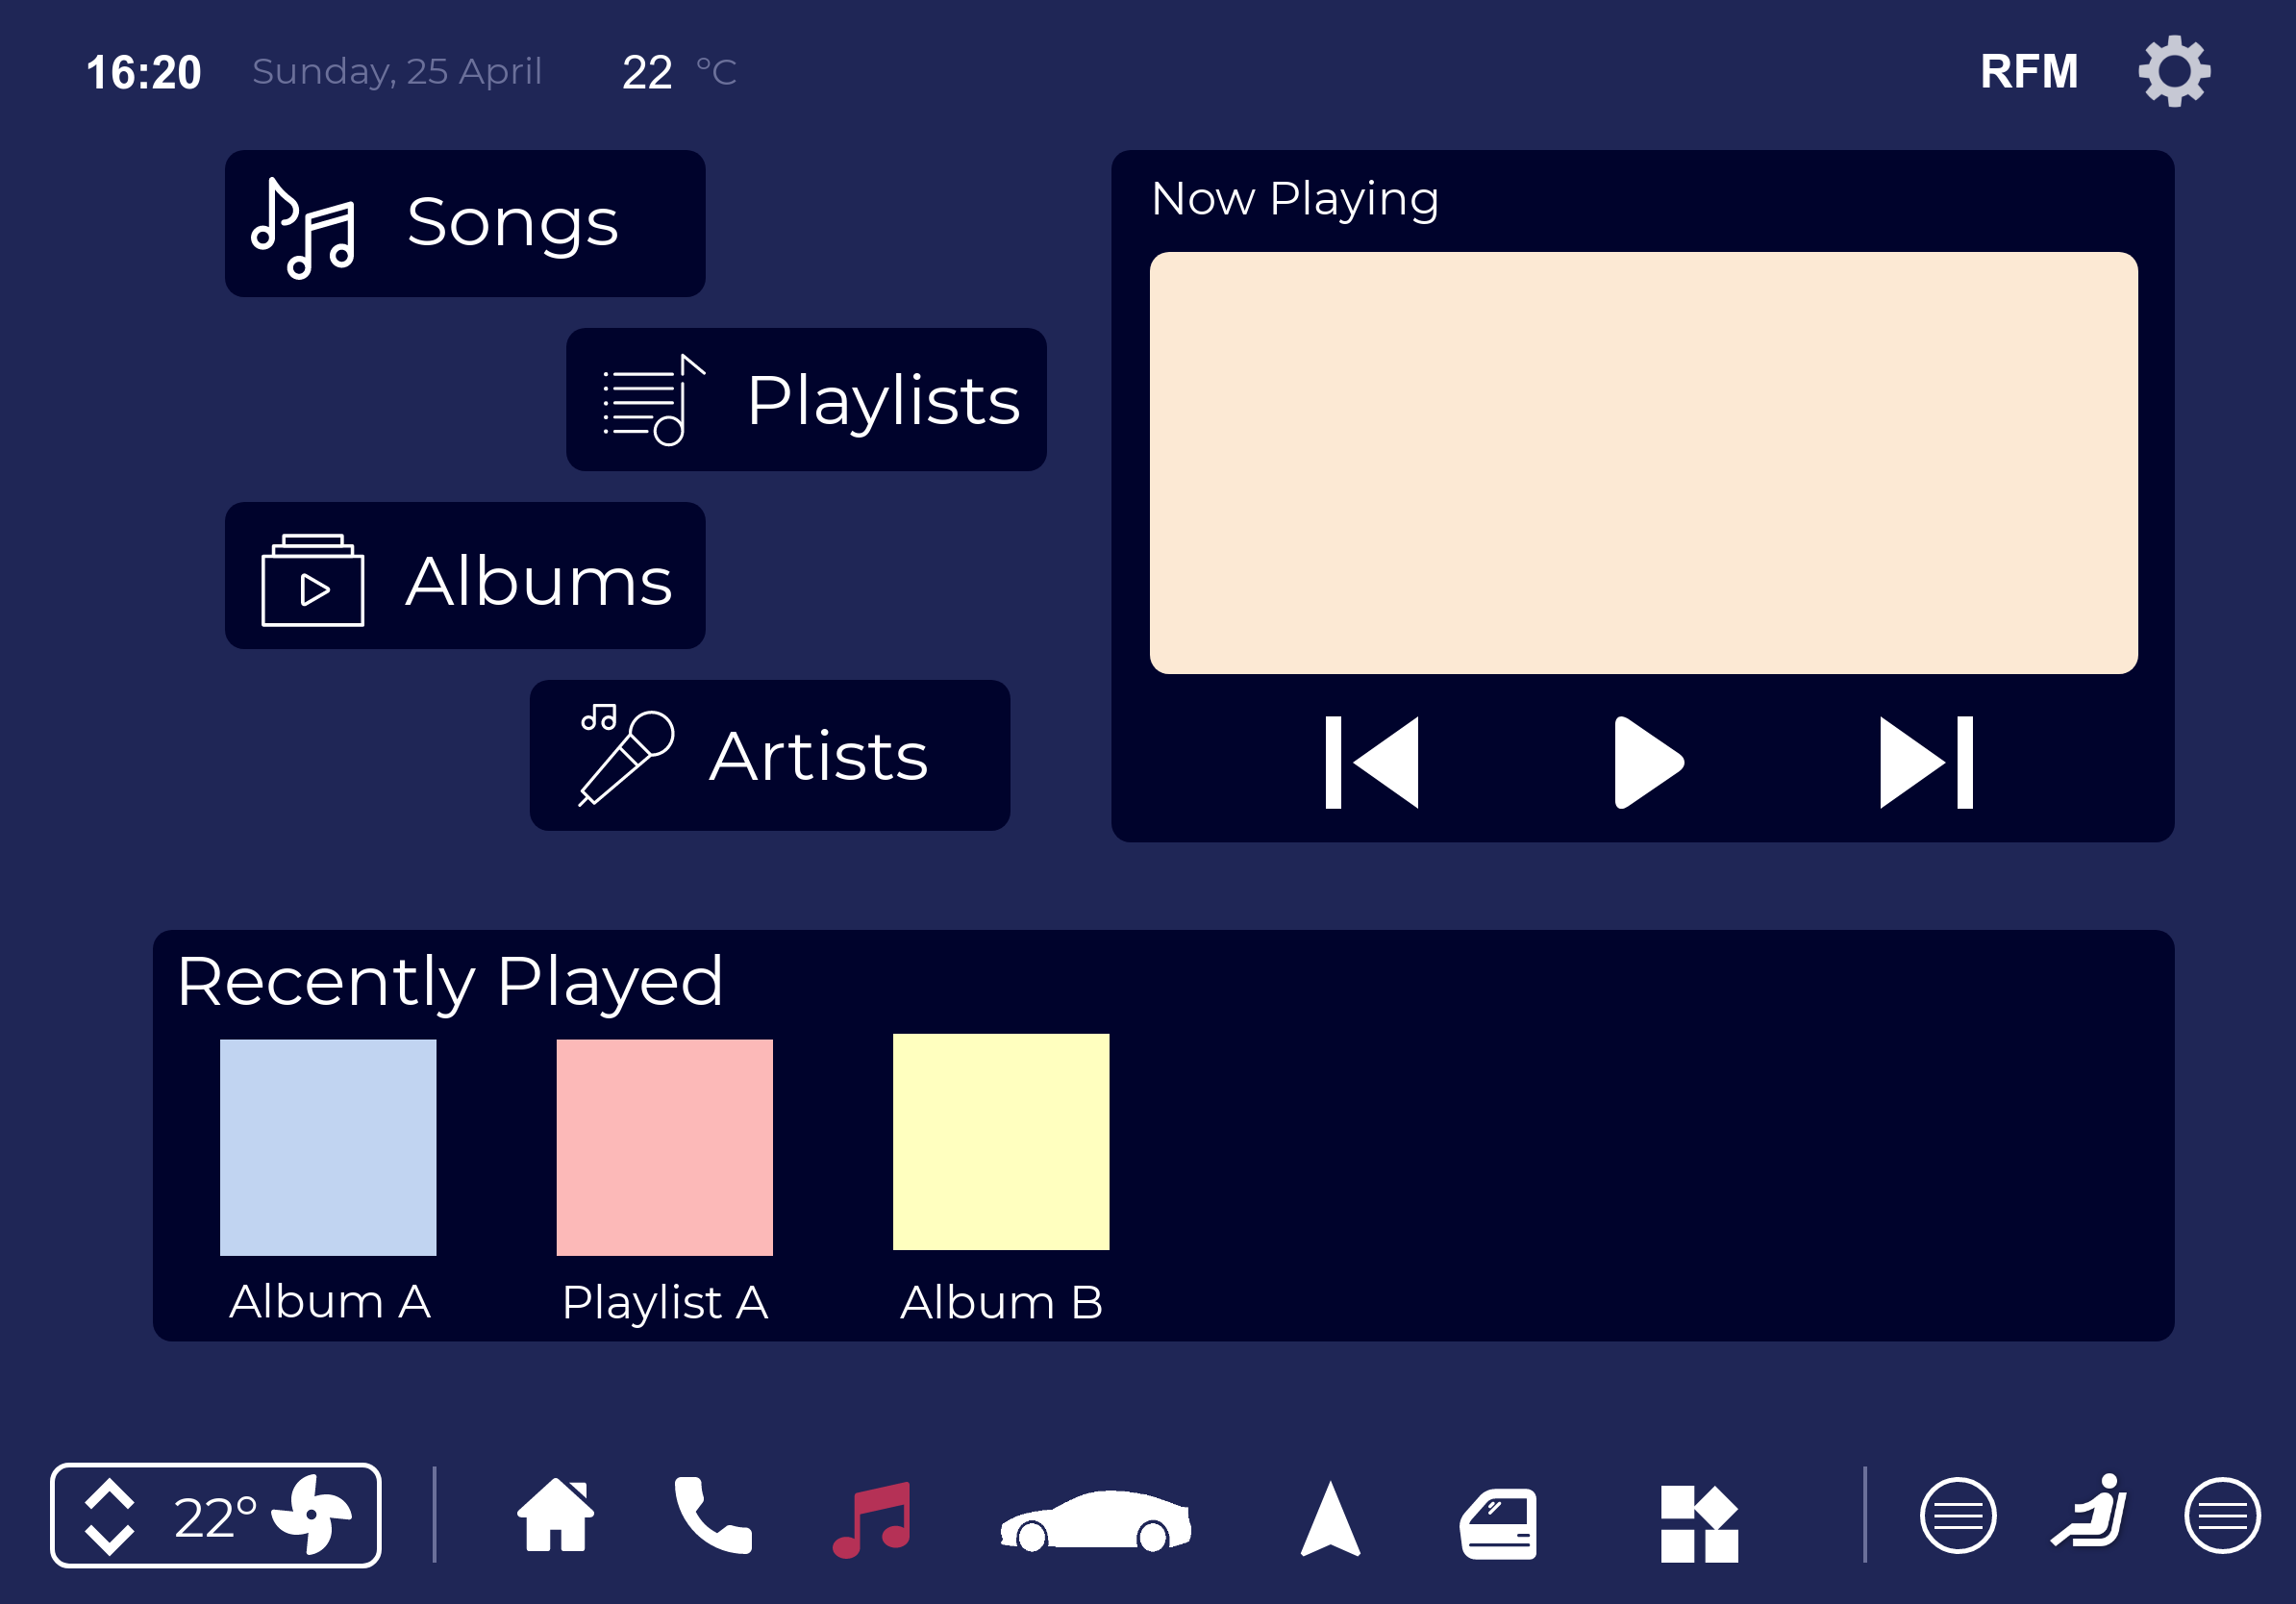 16:20 Sunday, 25 April 22 °C RFM
Songs
Playlists
Albums
Artists
Now Playing
Recently Played
Album A
Playlist A
Album B
22°